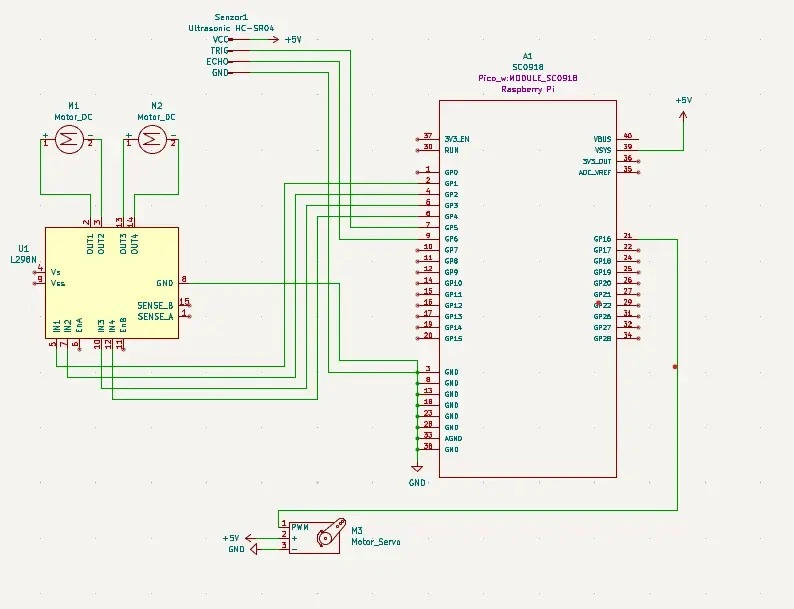 Senzor1
Ultrasonic HC-SR04
VCC
+5V
TRIG
ECHO
GND
A1
SC0918
Pico_w:MODULE_SC0918
Raspberry Pi
M1
Motor_DC
N2
Motor_DC
+ 1 2 -
+ 1 2 -
+5V
37 3V3_EN
30 RUN
1 GP0
2 GP1
4 GP2
5 GP3
6 GP4
7 GP5
9 GP6
10 GP7
11 GP8
12 GP9
14 GP10
15 GP11
16 GP12
17 GP13
19 GP14
20 GP15
3 GND
8 GND
13 GND
18 GND
23 GND
28 GND
33 AGND
38 GND
GND
VBUS 40
VSYS 39
3V3_OUT 36
ADC_VREF 35
GP16 21
GP17 22
GP18 24
GP19 25
GP20 26
GP21 27
GP22 29
GP26 31
GP27 32
GP28 34
U1
L298N
2 3 13 14
OUT1 OUT2 OUT3 OUT4
4 Vs
9 Vss
GND 8
SENSE_B 15
SENSE_A 1
IN1 IN2 EnA IN3 IN4 EnB
5 7 6 10 12 11
+5V
GND
1 PWM
2 +
3 -
M3
Motor_Servo